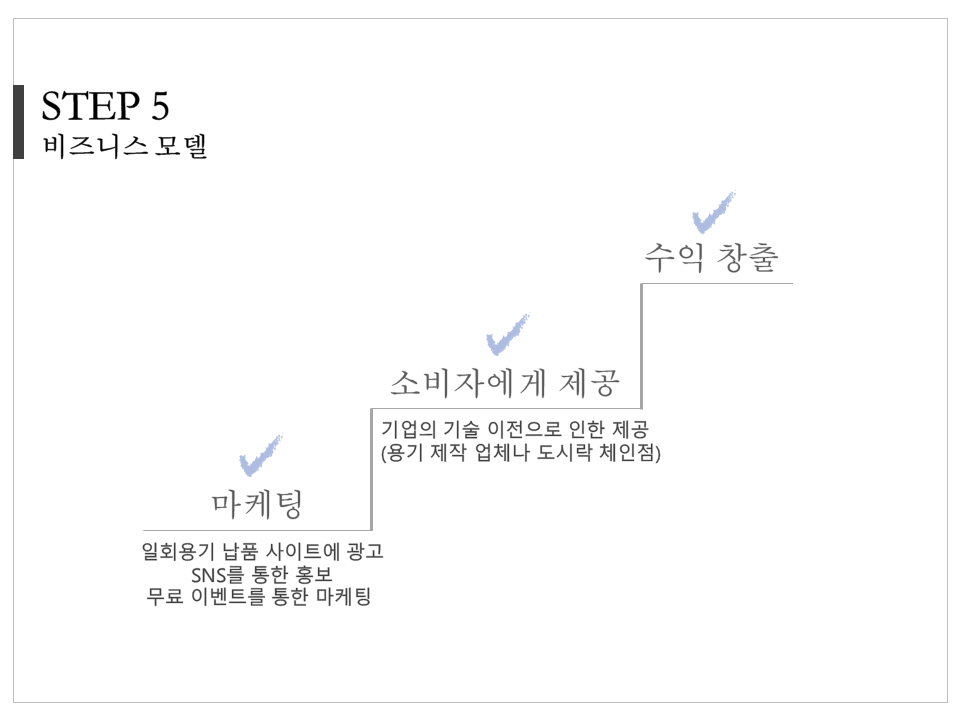 STEP 5
비즈니스 모델
수익 창출
소비자에게 제공
기업의 기술 이전으로 인한 제공
(용기 제작 업체나 도시락 체인점)
마케팅
일회용기 납품 사이트에 광고
SNS를 통한 홍보
무료 이벤트를 통한 마케팅